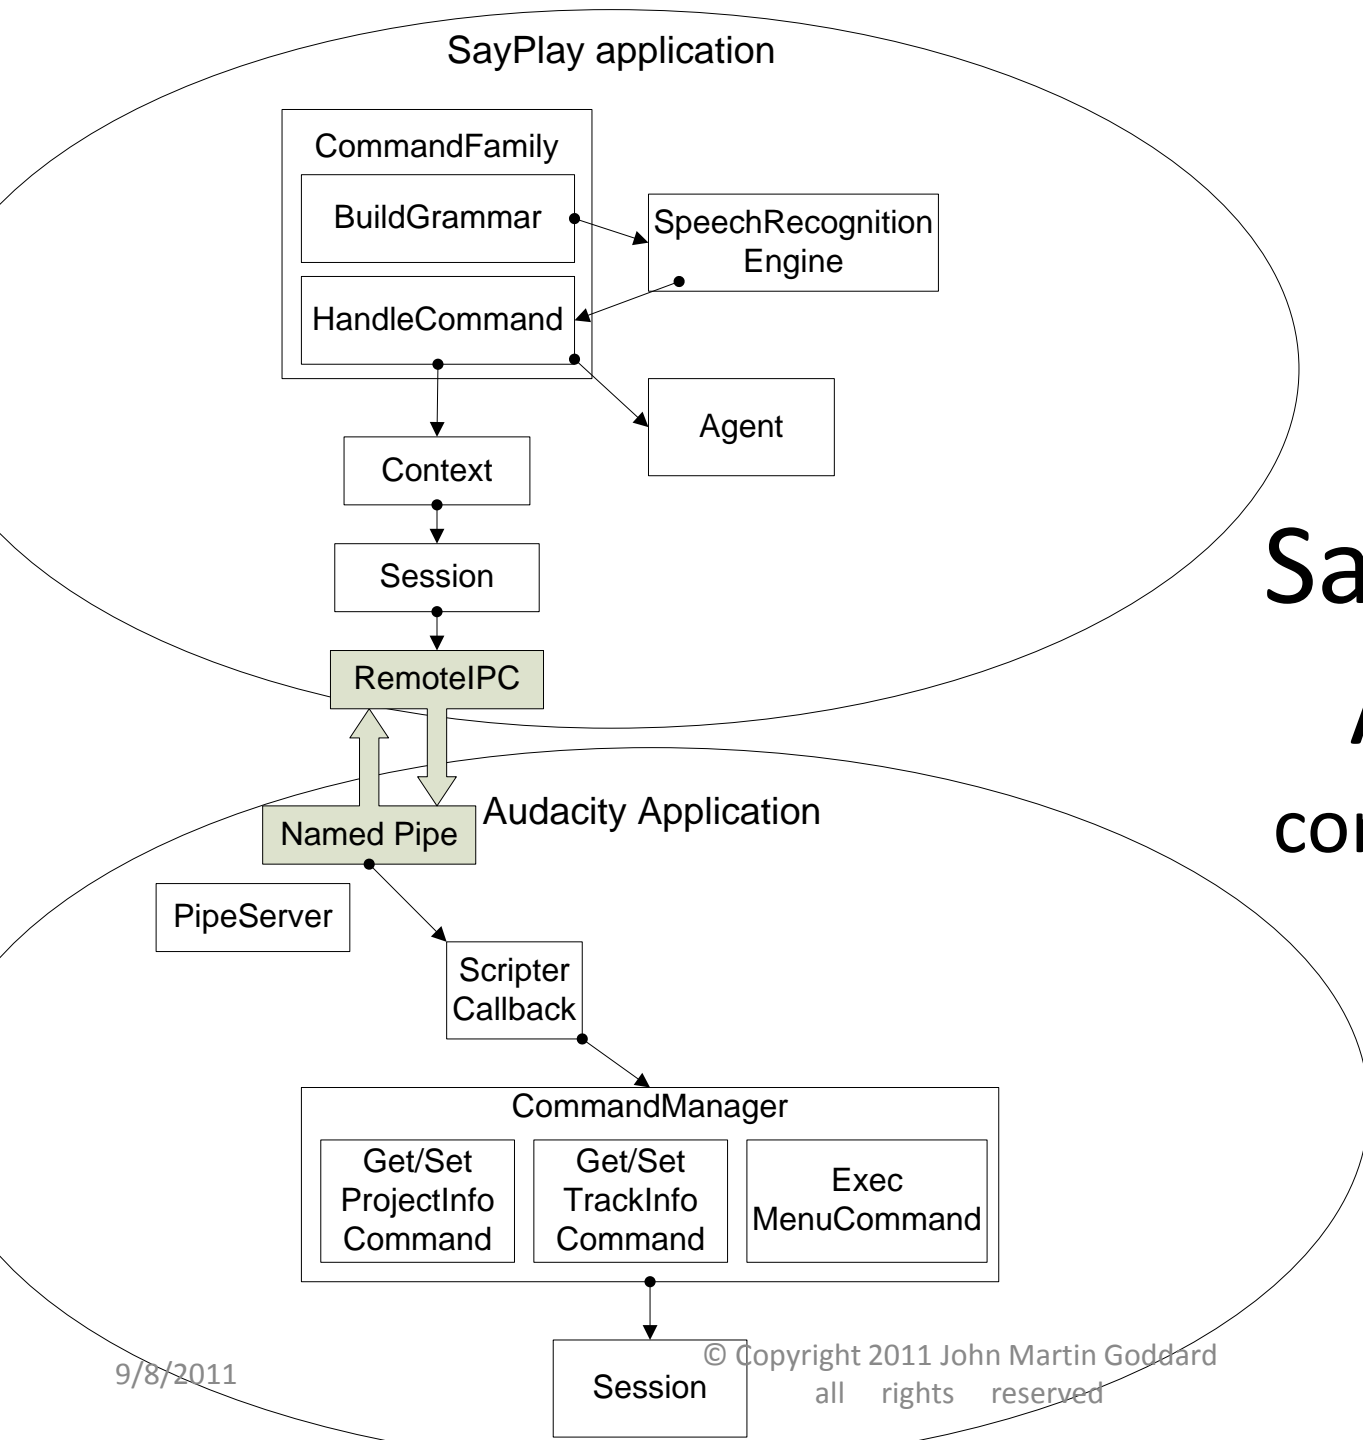 SayPlay application
CommandFamily
BuildGrammar
SpeechRecognition
Engine
HandleCommand
Agent
Context
Session
Sa
RemoteIPC
Audacity Application
Named Pipe
PipeServer
Scripter
Callback
CommandManager
Get/Set
ProjectInfo
Command
Get/Set
TrackInfo
Command
Exec
MenuCommand
Session
9/8/2011
© Copyright 2011 John Martin Goddard
all rights reserved